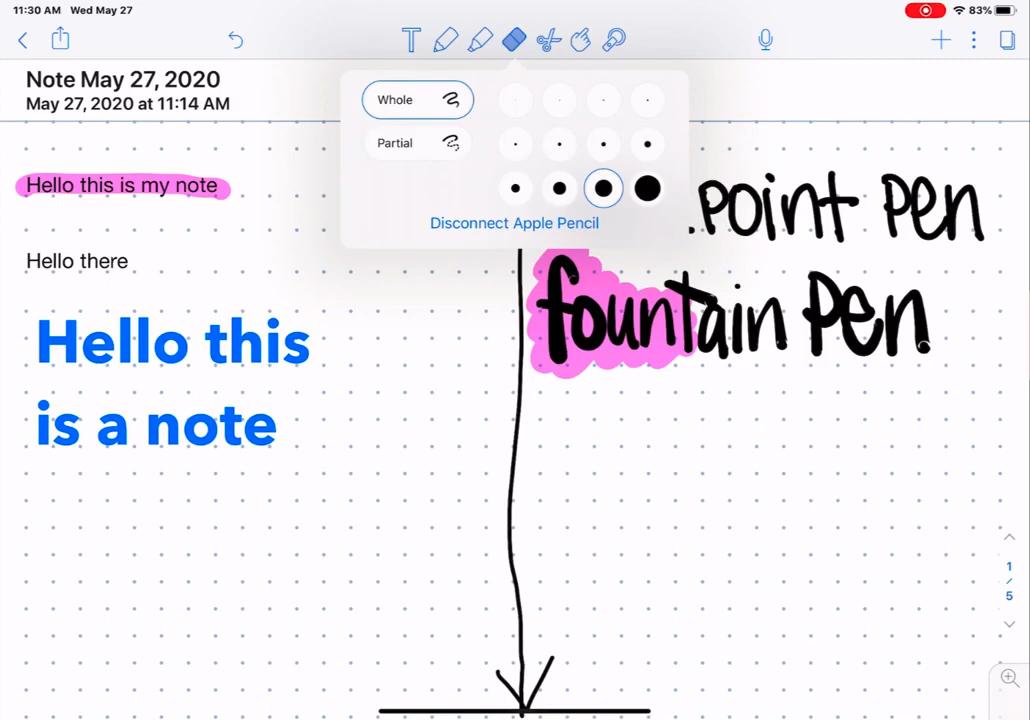 11:30 AM Wed May 27
83%
T
Note May 27, 2020
May 27, 2020 at 11:14 AM
Whole
Partial
Disconnect Apple Pencil
Hello this is my note
Hello there
Hello this
is a note
.point Pen
fountain Pen
1
/
5